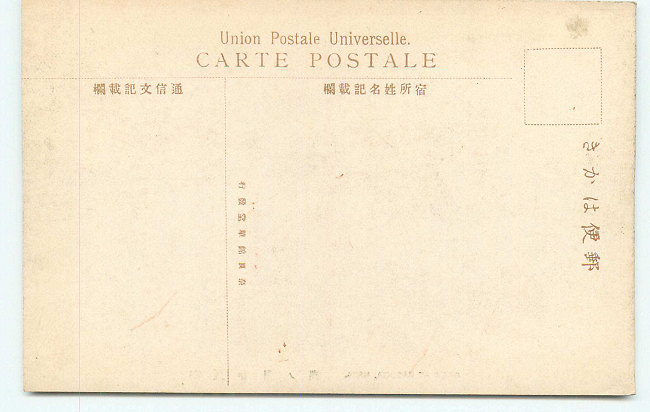 Union Postale Universelle.
CARTE POSTALE
通信文記載欄
宿所姓名記載欄
郵便はかき